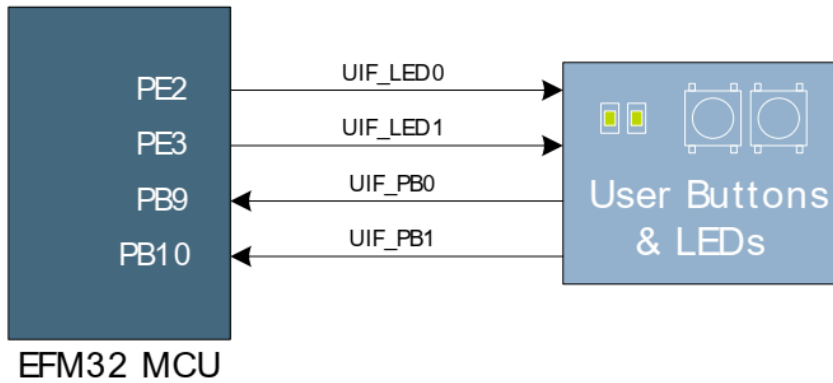 PE2
PE3
PB9
PB10
EFM32 MCU
UIF_LED0
UIF_LED1
UIF_PB0
UIF_PB1
User Buttons
& LEDs